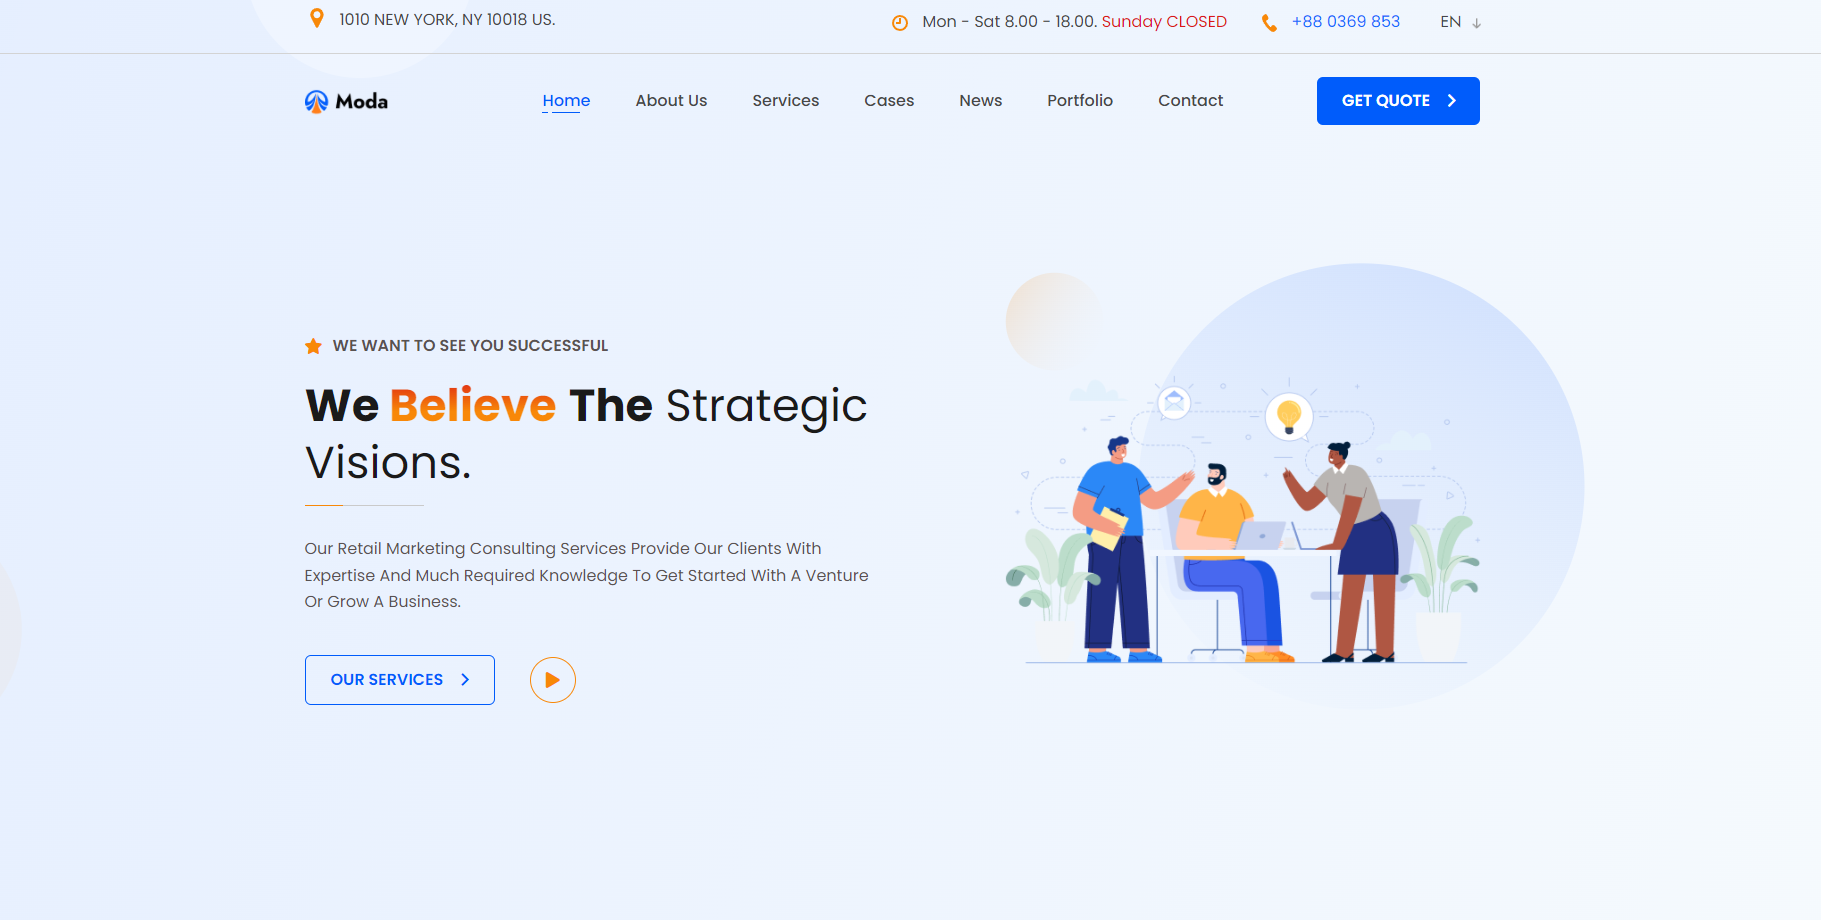 1010 NEW YORK, NY 10018 US.
Mon - Sat 8.00 - 18.00. Sunday CLOSED
+88 0369 853
EN
Moda
Home
About Us
Services
Cases
News
Portfolio
Contact
GET QUOTE
WE WANT TO SEE YOU SUCCESSFUL
We Believe The Strategic
Visions.
Our Retail Marketing Consulting Services Provide Our Clients With
Expertise And Much Required Knowledge To Get Started With A Venture
Or Grow A Business.
OUR SERVICES